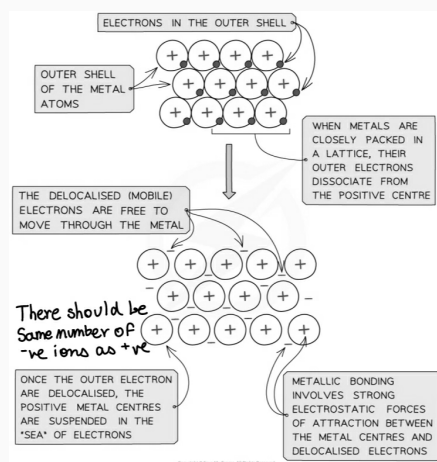 ELECTRONS IN THE OUTER SHELL
OUTER SHELL
OF THE METAL
ATOMS
WHEN METALS ARE
CLOSELY PACKED IN
A LATTICE, THEIR
OUTER ELECTRONS
DISSOCIATE FROM
THE POSITIVE CENTRE
THE DELOCALISED (MOBILE)
ELECTRONS ARE FREE TO
MOVE THROUGH THE METAL
There should be
Same number of
-ve ions as +ve
ONCE THE OUTER ELECTRON
ARE DELOCALISED, THE
POSITIVE METAL CENTRES
ARE SUSPENDED IN THE
"SEA" OF ELECTRONS
METALLIC BONDING
INVOLVES STRONG
ELECTROSTATIC FORCES
OF ATTRACTION BETWEEN
THE METAL CENTRES AND
DELOCALISED ELECTRONS